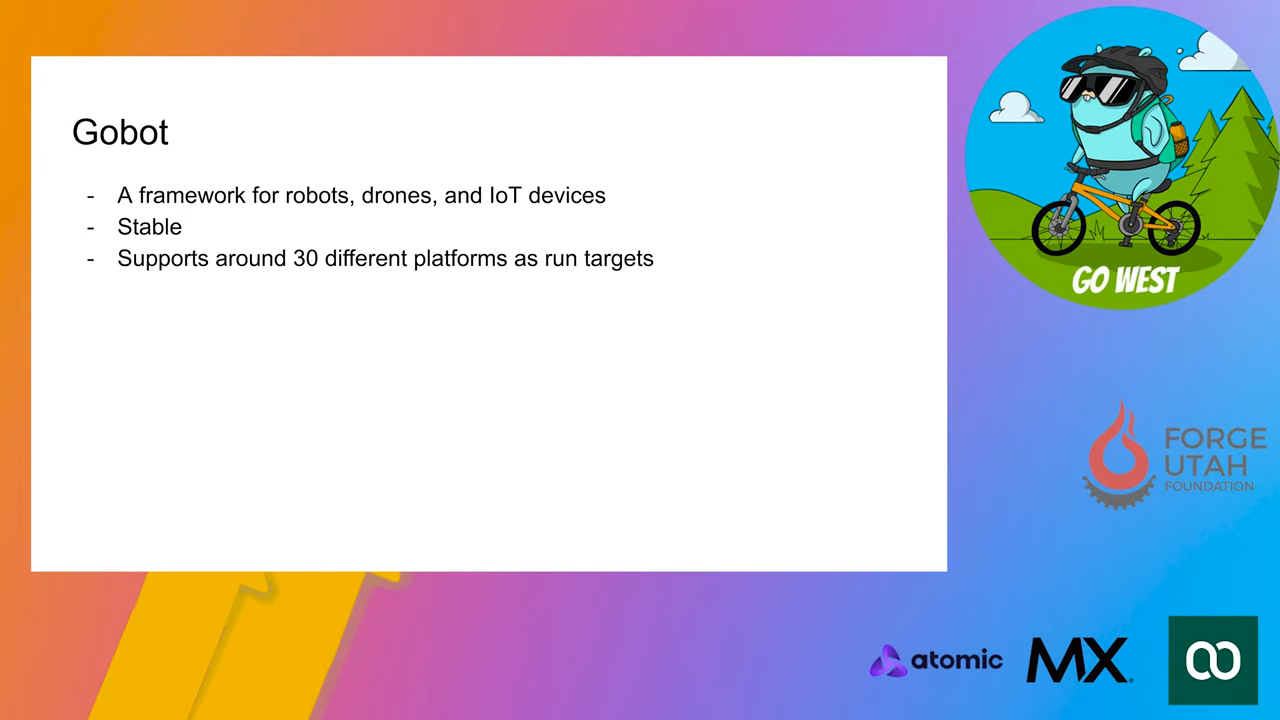 Gobot
- A framework for robots, drones, and IoT devices
- Stable
- Supports around 30 different platforms as run targets
GO WEST
FORGE
UTAH
FOUNDATION
atomic
MX